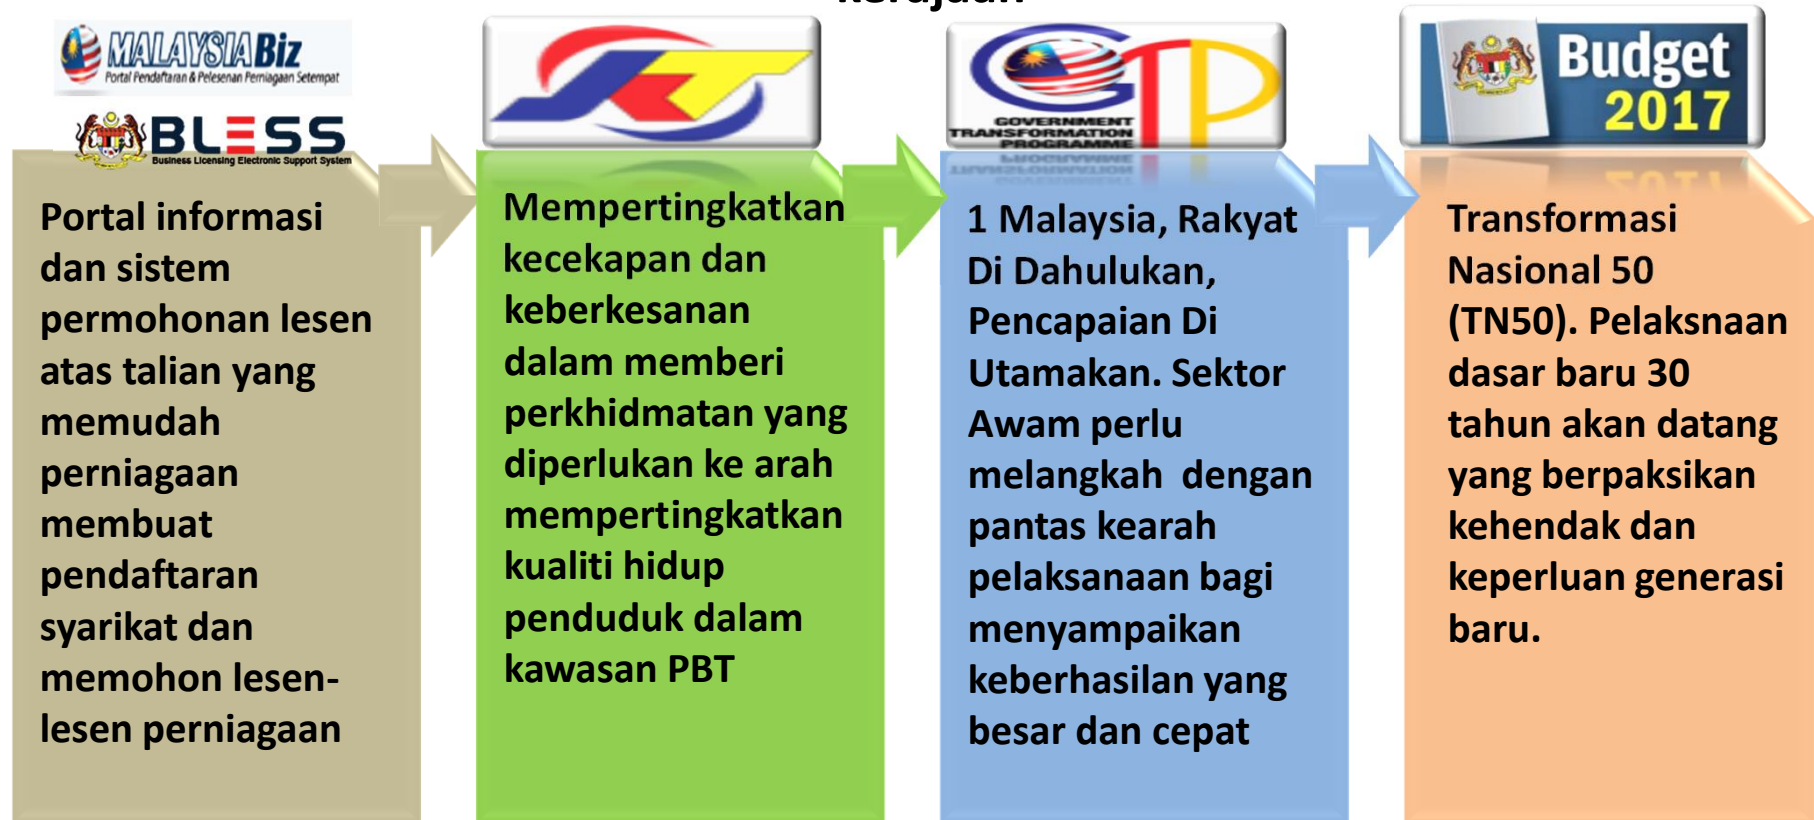 MALAYSIA Biz
Portal Pendaftaran & Pelesenan Perniagaan Setempat
BLESS
Business Licensing Electronic Support System
Portal informasi
dan sistem
permohonan lesen
atas talian yang
memudah
perniagaan
membuat
pendaftaran
syarikat dan
memohon lesen-
lesen perniagaan
Mempertingkatkan
kecekapan dan
keberkesanan
dalam memberi
perkhidmatan yang
diperlukan ke arah
mempertingkatkan
kualiti hidup
penduduk dalam
kawasan PBT
GTP
GOVERNMENT
TRANSFORMATION
PROGRAMME
1 Malaysia, Rakyat
Di Dahulukan,
Pencapaian Di
Utamakan. Sektor
Awam perlu
melangkah dengan
pantas kearah
pelaksanaan bagi
menyampaikan
keberhasilan yang
besar dan cepat
Budget
2017
Transformasi
Nasional 50
(TN50). Pelaksnaan
dasar baru 30
tahun akan datang
yang berpaksikan
kehendak dan
keperluan generasi
baru.